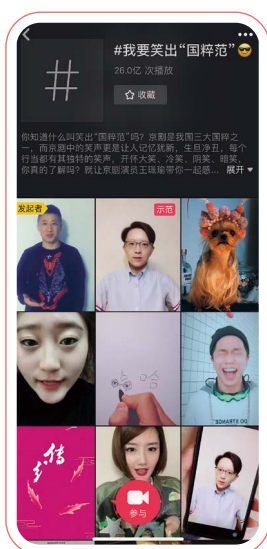 #我要笑出“国粹范”😎
26.0亿 次播放
收藏
你知道什么叫笑出“国粹范”吗？京剧是我国三大国粹之
一，而京剧中的笑声更是让人记忆犹新，生旦净丑，每个
行当都有其独特的笑声，开怀大笑、冷笑、阴笑、暗笑，
你真的了解吗？就让京剧演员王珮瑜带你一起感... 展开
发起者
示范
哈
传
参与